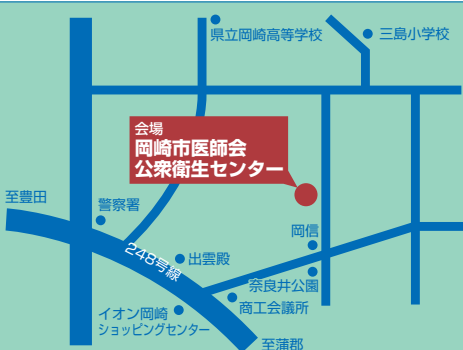 県立岡崎高等学校
三島小学校
会場
岡崎市医師会
公衆衛生センター
至豊田
警察署
岡信
248号線
出雲殿
奈良井公園
商工会議所
イオン岡崎
ショッピングセンター
至蒲郡